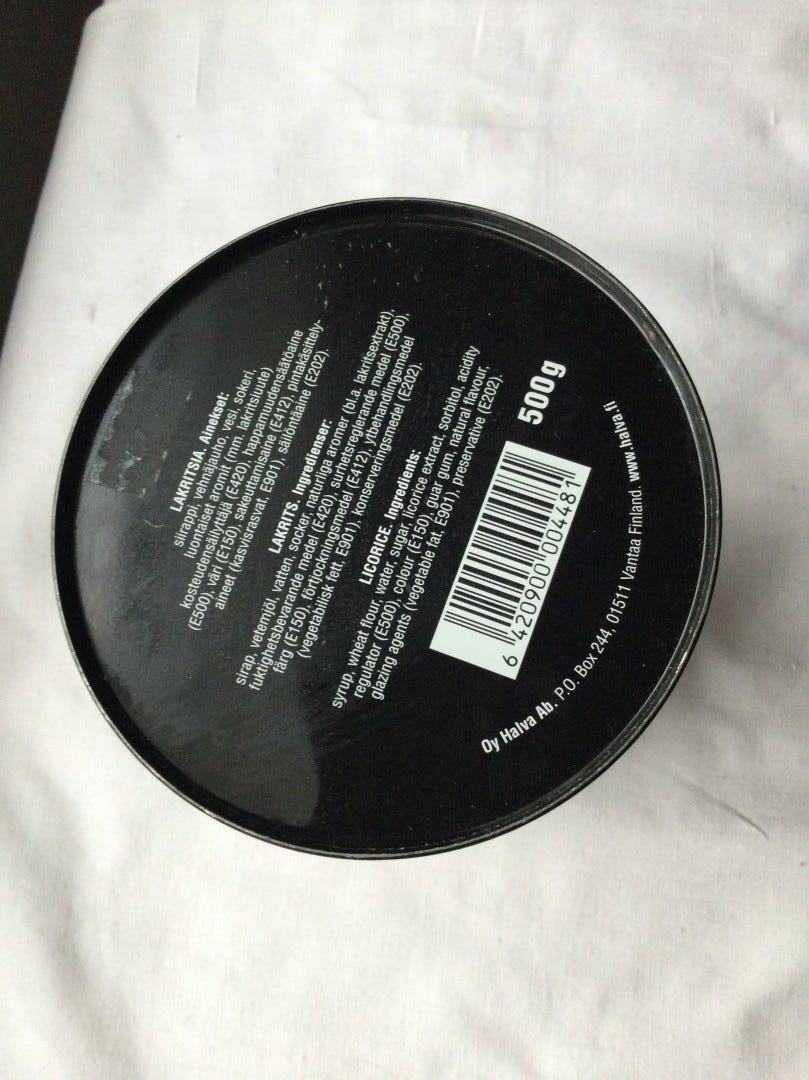 LAKRITSIA. Ainekset:
siirappi, vehnäjauho, vesi, sokeri,
luontaiset aromit (mm. lakritsiuute)
kosteudensäilyttäjä (E420), happamuudensäätöaine
(E500), väri (E150), sakeuttamisaine (E412), pintakäsittely-
aineet (kasvisrasvat, E901), säilöntäaine (E202).
LAKRITS. Ingredienser:
sirap, vetemjöl, vatten, socker, naturliga aromer (bl.a. lakritsextrakt),
fuktighetsbevarande medel (E420), surhetsreglerande medel (E500),
färg (E150), förtjockningsmedel (E412), ytbehandlingsmedel
(vegetabilisk fett, E901), konserveringsmedel (E202).
LICORICE. Ingredients:
syrup, wheat flour, water, sugar, licorice extract, sorbitol, acidity
regulator (E500), colour (E150), guar gum, natural flavour,
glazing agents (vegetable fat, E901), preservative (E202).
500g
6 420900 004481
Oy Halva Ab. P.O. Box 244, 01511 Vantaa Finland. www.halva.fi